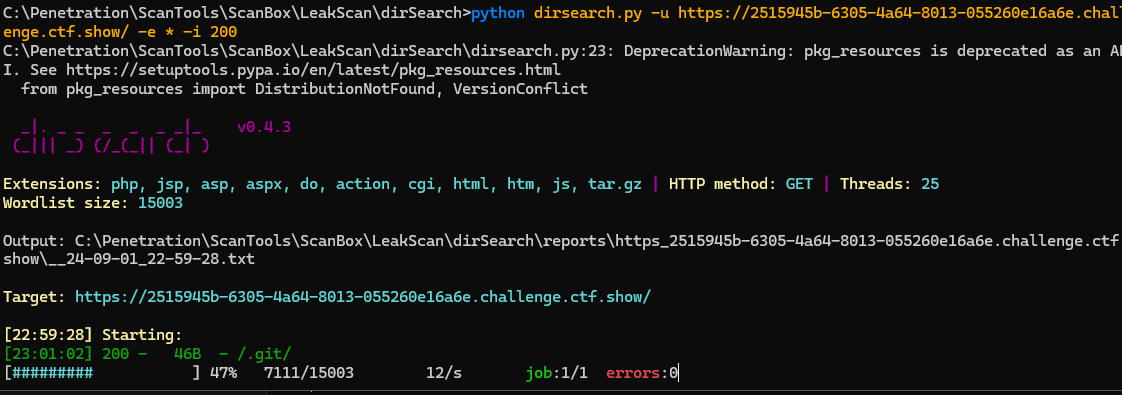 C:\Penetration\ScanTools\ScanBox\LeakScan\dirSearch>python dirsearch.py -u https://2515945b-6305-4a64-8013-055260e16a6e.chall
enge.ctf.show/ -e * -i 200
C:\Penetration\ScanTools\ScanBox\LeakScan\dirSearch\dirsearch.py:23: DeprecationWarning: pkg_resources is deprecated as an AP
I. See https://setuptools.pypa.io/en/latest/pkg_resources.html
  from pkg_resources import DistributionNotFound, VersionConflict
  _|. _ _  _  _  _ _|_    v0.4.3
 (_||| _) (/_(_|| (_| )
Extensions: php, jsp, asp, aspx, do, action, cgi, html, htm, js, tar.gz | HTTP method: GET | Threads: 25
Wordlist size: 15003
Output: C:\Penetration\ScanTools\ScanBox\LeakScan\dirSearch\reports\https_2515945b-6305-4a64-8013-055260e16a6e.challenge.ctf
show\__24-09-01_22-59-28.txt
Target: https://2515945b-6305-4a64-8013-055260e16a6e.challenge.ctf.show/
[22:59:28] Starting:
[23:01:02] 200 -   46B  - /.git/
[#########           ] 47%   7111/15003        12/s       job:1/1  errors:0